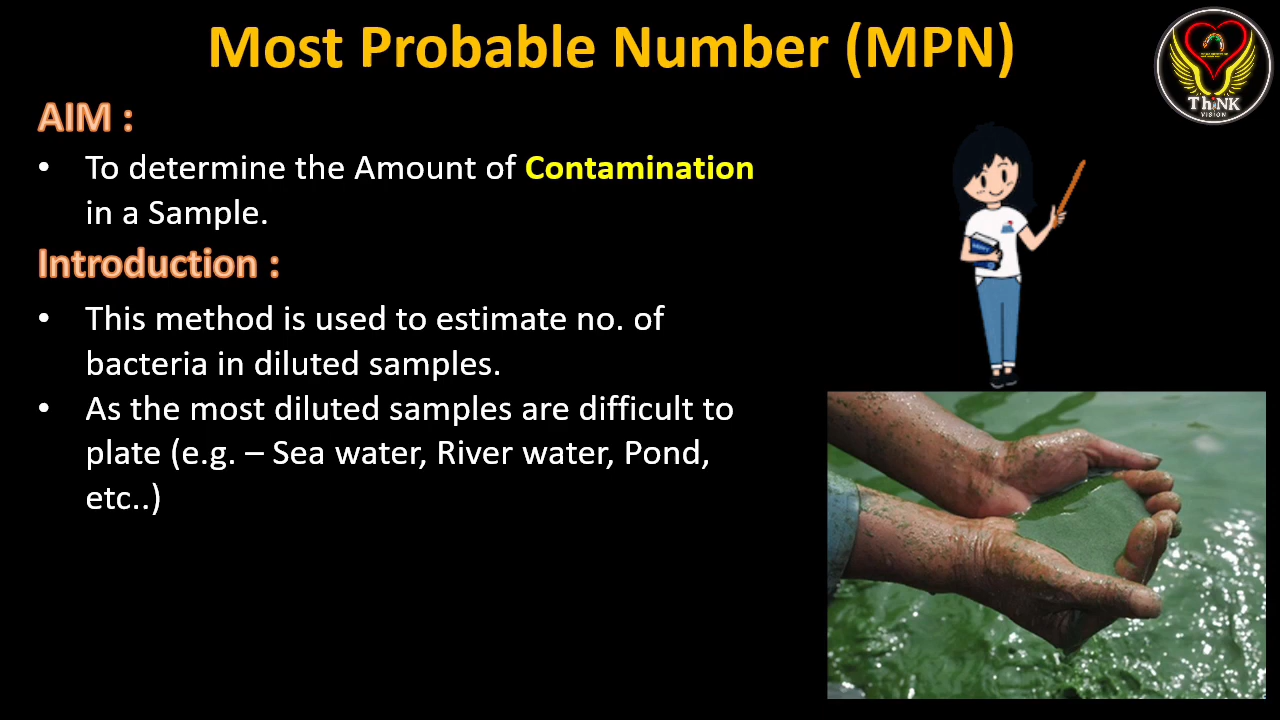 Most Probable Number (MPN)
AIM :
• To determine the Amount of Contamination
in a Sample.
Introduction :
• This method is used to estimate no. of
bacteria in diluted samples.
• As the most diluted samples are difficult to
plate (e.g. – Sea water, River water, Pond,
etc..)
ThiNK
VISION